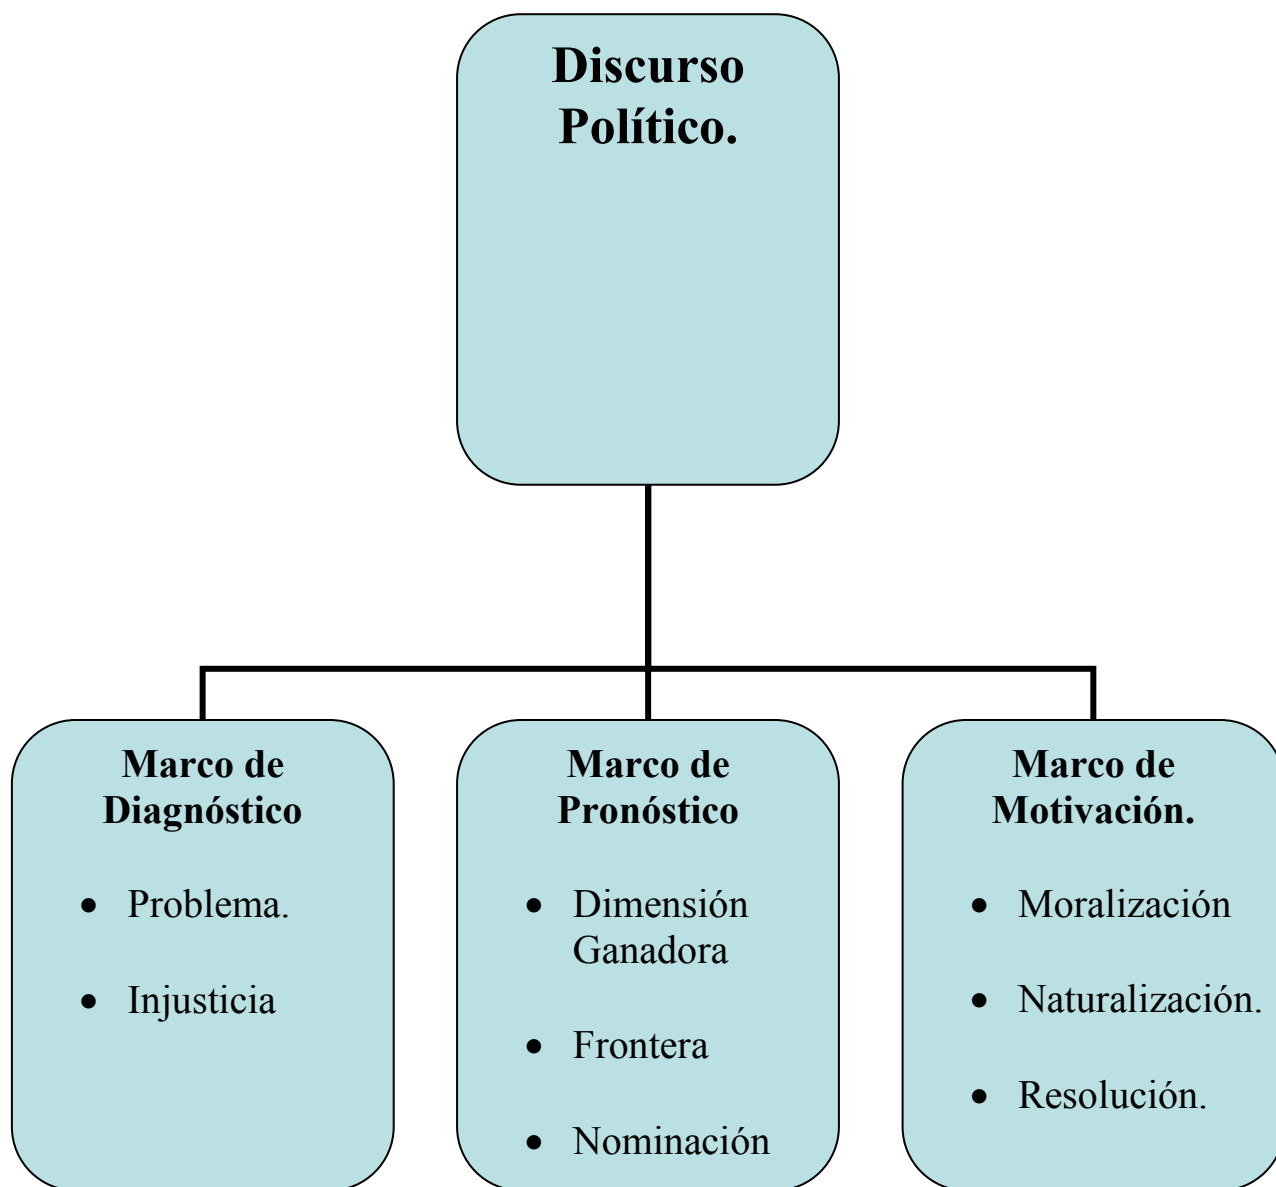 Discurso
Político.
Marco de
Diagnóstico
• Problema.
• Injusticia
Marco de
Pronóstico
• Dimensión
Ganadora
• Frontera
• Nominación
Marco de
Motivación.
• Moralización
• Naturalización.
• Resolución.